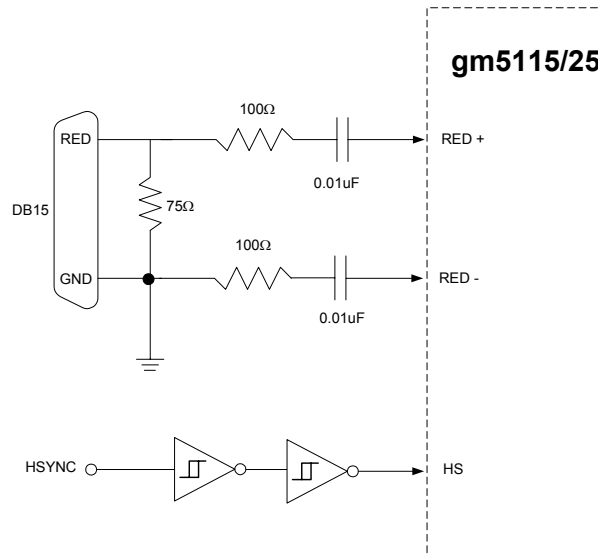 gm5115/25
100Ω
RED
RED +
0.01uF
DB15
75Ω
100Ω
GND
RED -
0.01uF
HSYNC
HS